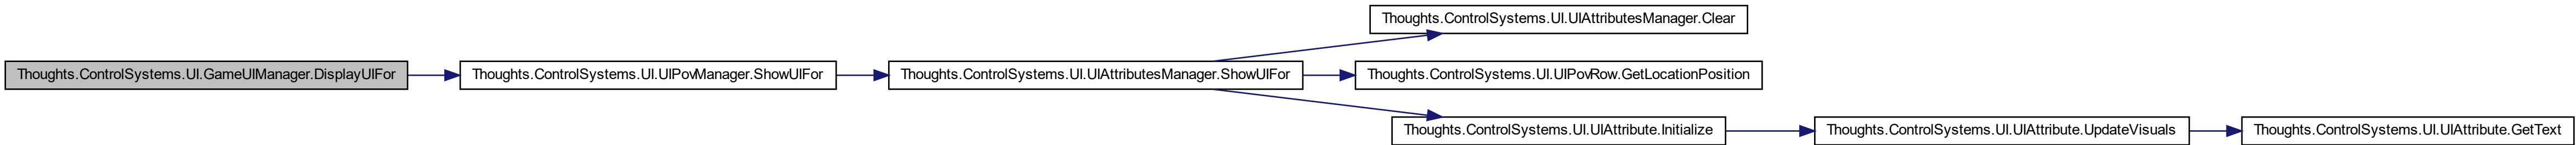 Thoughts.ControlSystems.UI.GameUIManager.DisplayUIFor
Thoughts.ControlSystems.UI.UIPovManager.ShowUIFor
Thoughts.ControlSystems.UI.UIAttributesManager.ShowUIFor
Thoughts.ControlSystems.UI.UIAttributesManager.Clear
Thoughts.ControlSystems.UI.UIPovRow.GetLocationPosition
Thoughts.ControlSystems.UI.UIAttribute.Initialize
Thoughts.ControlSystems.UI.UIAttribute.UpdateVisuals
Thoughts.ControlSystems.UI.UIAttribute.GetText